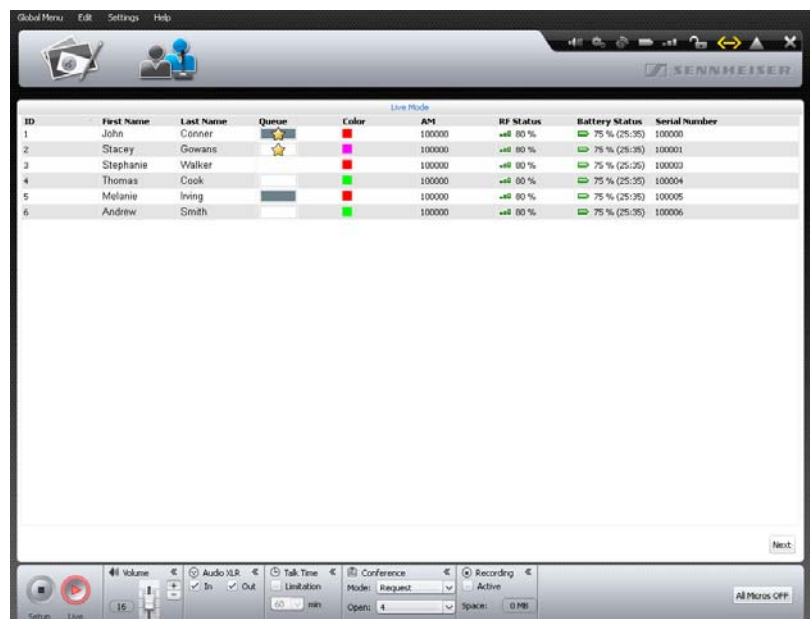 Global Menu Edit Settings Help
SENNHEISER
Live Mode
ID First Name Last Name Queue Color AM RF Status Battery Status Serial Number
1 John Conner 100000 80 % 75 % (25:35) 100000
2 Stacey Gowans 100000 80 % 75 % (25:35) 100001
3 Stephanie Walker 100000 80 % 75 % (25:35) 100003
4 Thomas Cook 100000 80 % 75 % (25:35) 100004
5 Melanie Irving 100000 80 % 75 % (25:35) 100005
6 Andrew Smith 100000 80 % 75 % (25:35) 100006
Next
Volume Audio XLR Talk Time Conference Recording
In Out Limitation Mode: Request Active
16 60 min Open: 4 Space: 0 MB
All Micros OFF
Setup Live